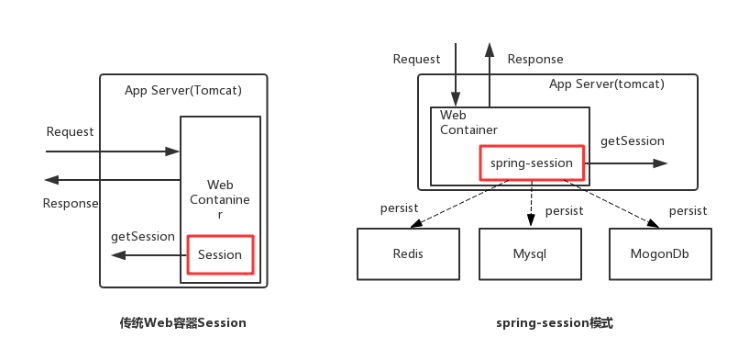 App Server(Tomcat)
Request
Response
Web
Contanine
r
getSession
Session
传统Web容器Session
Request
Response
App Server(tomcat)
Web
Container
getSession
spring-session
persist
persist
persist
Redis
Mysql
MogonDb
spring-session模式